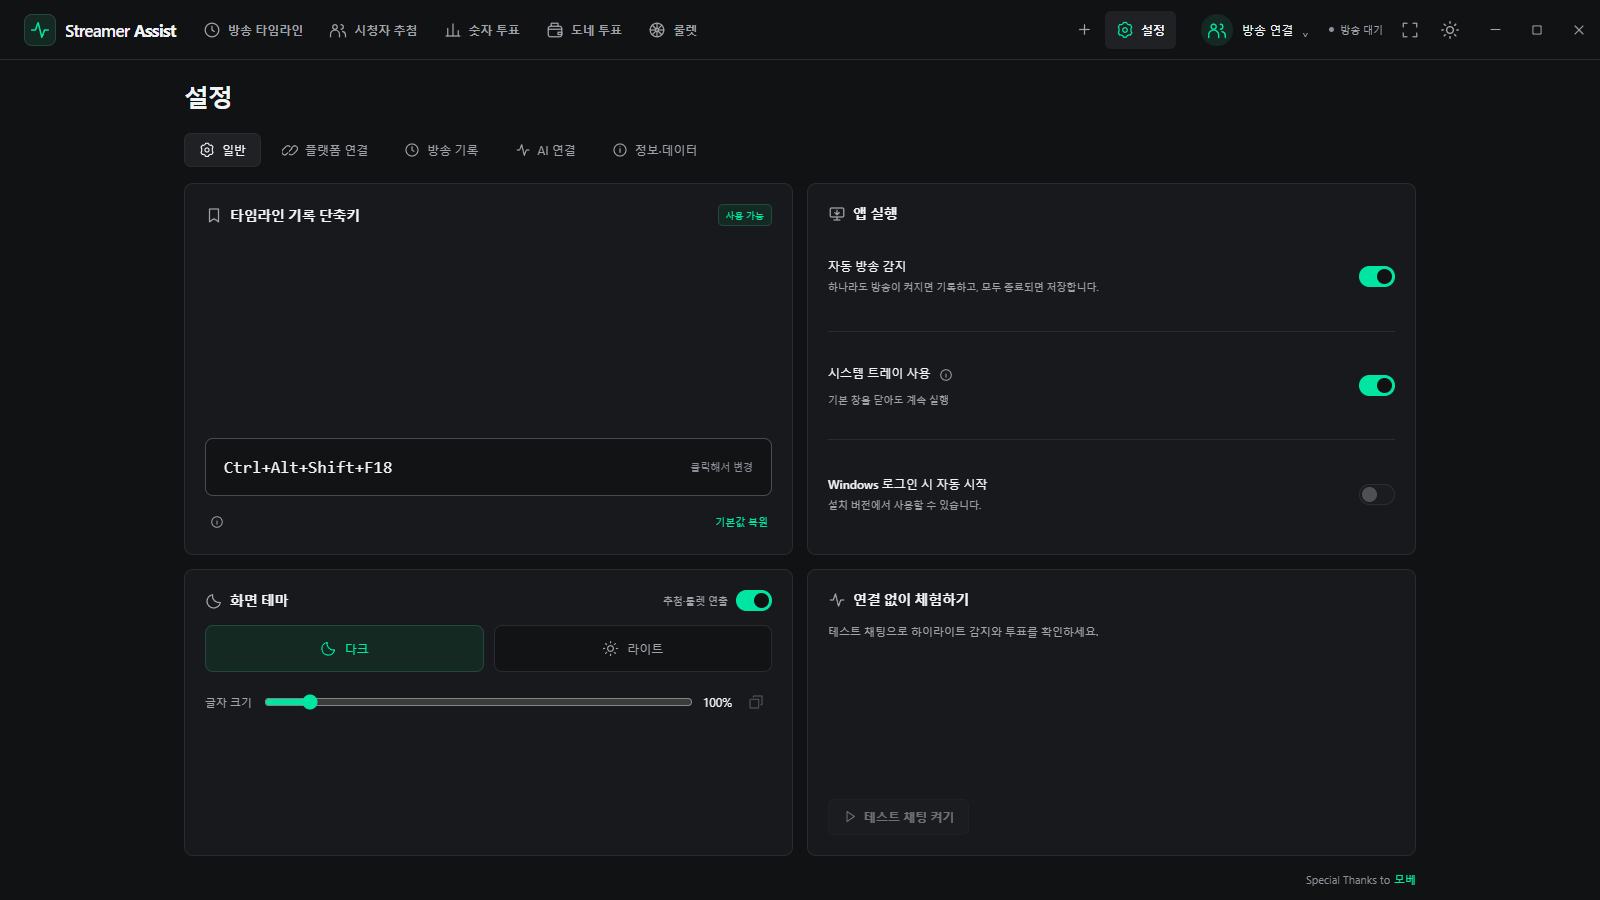 Streamer Assist 방송 타임라인 시청자 추첨 숫자 투표 도네 투표 룰렛 설정 방송 연결 방송 대기
설정
일반 플랫폼 연결 방송 기록 AI 연결 정보·데이터
타임라인 기록 단축키 사용 가능
Ctrl+Alt+Shift+F18 클릭해서 변경
기본값 복원
앱 실행
자동 방송 감지
하나라도 방송이 켜지면 기록하고, 모두 종료되면 저장합니다.
시스템 트레이 사용
기본 창을 닫아도 계속 실행
Windows 로그인 시 자동 시작
설치 버전에서 사용할 수 있습니다.
화면 테마 추첨·룰렛 연출
다크 라이트
글자 크기 100%
연결 없이 체험하기
테스트 채팅으로 하이라이트 감지와 투표를 확인하세요.
테스트 채팅 켜기
Special Thanks to 모베